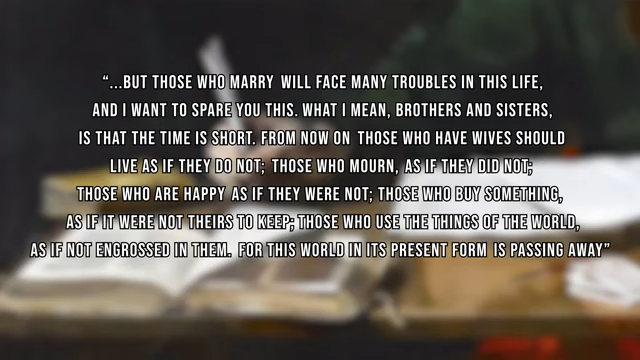 “...BUT THOSE WHO MARRY WILL FACE MANY TROUBLES IN THIS LIFE,
AND I WANT TO SPARE YOU THIS. WHAT I MEAN, BROTHERS AND SISTERS,
IS THAT THE TIME IS SHORT. FROM NOW ON THOSE WHO HAVE WIVES SHOULD
LIVE AS IF THEY DO NOT; THOSE WHO MOURN, AS IF THEY DID NOT;
THOSE WHO ARE HAPPY AS IF THEY WERE NOT; THOSE WHO BUY SOMETHING,
AS IF IT WERE NOT THEIRS TO KEEP; THOSE WHO USE THE THINGS OF THE WORLD,
AS IF NOT ENGROSSED IN THEM. FOR THIS WORLD IN ITS PRESENT FORM IS PASSING AWAY”